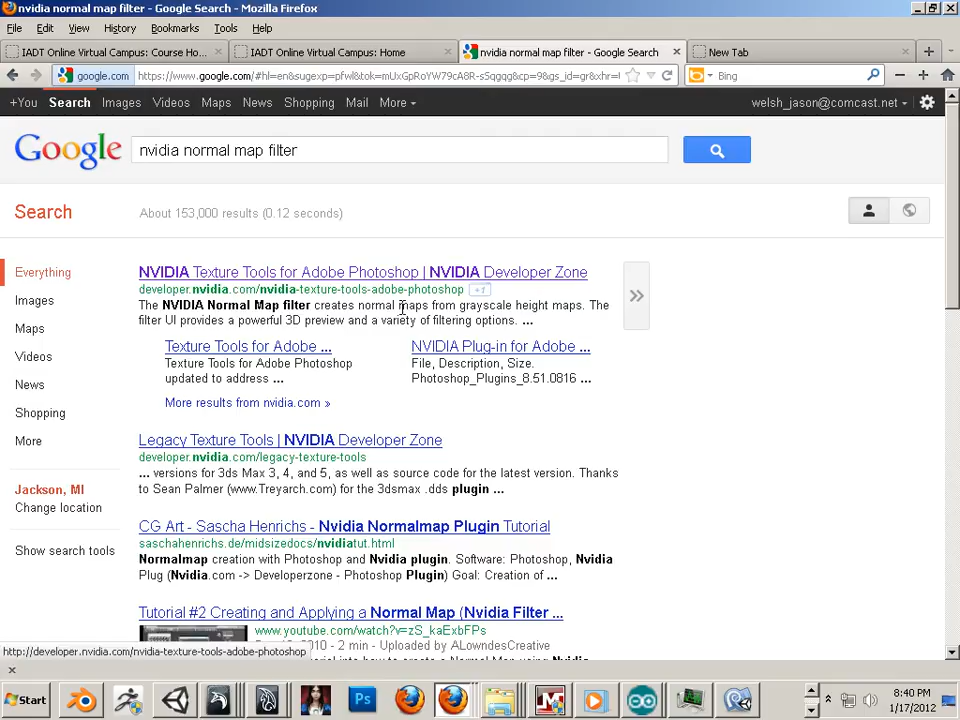 nvidia normal map filter - Google Search - Mozilla Firefox
File Edit View History Bookmarks Tools Help
IADT Online Virtual Campus: Course Ho... IADT Online Virtual Campus: Home nvidia normal map filter - Google Search New Tab
google.com Bing
+You Search Images Videos Maps News Shopping Mail More welsh_jason@comcast.net
Google nvidia normal map filter
Search About 153,000 results (0.12 seconds)
Everything
Images
Maps
Videos
News
Shopping
More
Jackson, MI
Change location
Show search tools
NVIDIA Texture Tools for Adobe Photoshop | NVIDIA Developer Zone
developer.nvidia.com/nvidia-texture-tools-adobe-photoshop +1
The NVIDIA Normal Map filter creates normal maps from grayscale height maps. The
filter UI provides a powerful 3D preview and a variety of filtering options. ...
Texture Tools for Adobe ...
Texture Tools for Adobe Photoshop
updated to address ...
NVIDIA Plug-in for Adobe ...
File, Description, Size.
Photoshop_Plugins_8.51.0816 ...
More results from nvidia.com »
Legacy Texture Tools | NVIDIA Developer Zone
developer.nvidia.com/legacy-texture-tools
... versions for 3ds Max 3, 4, and 5, as well as source code for the latest version. Thanks
to Sean Palmer (www.Treyarch.com) for the 3dsmax .dds plugin ...
CG Art - Sascha Henrichs - Nvidia Normalmap Plugin Tutorial
saschahenrichs.de/midsizedocs/nvidiatut.html
Normalmap creation with Photoshop and Nvidia plugin. Software: Photoshop, Nvidia
Plug (Nvidia.com -> Developerzone - Photoshop Plugin) Goal: Creation of ...
Tutorial #2 Creating and Applying a Normal Map (Nvidia Filter ...
www.youtube.com/watch?v=zS_kaExbFPs
2010 - 2 min - Uploaded by ALowndesCreative
http://developer.nvidia.com/nvidia-texture-tools-adobe-photoshop
Start Ps 8:40 PM
1/17/2012